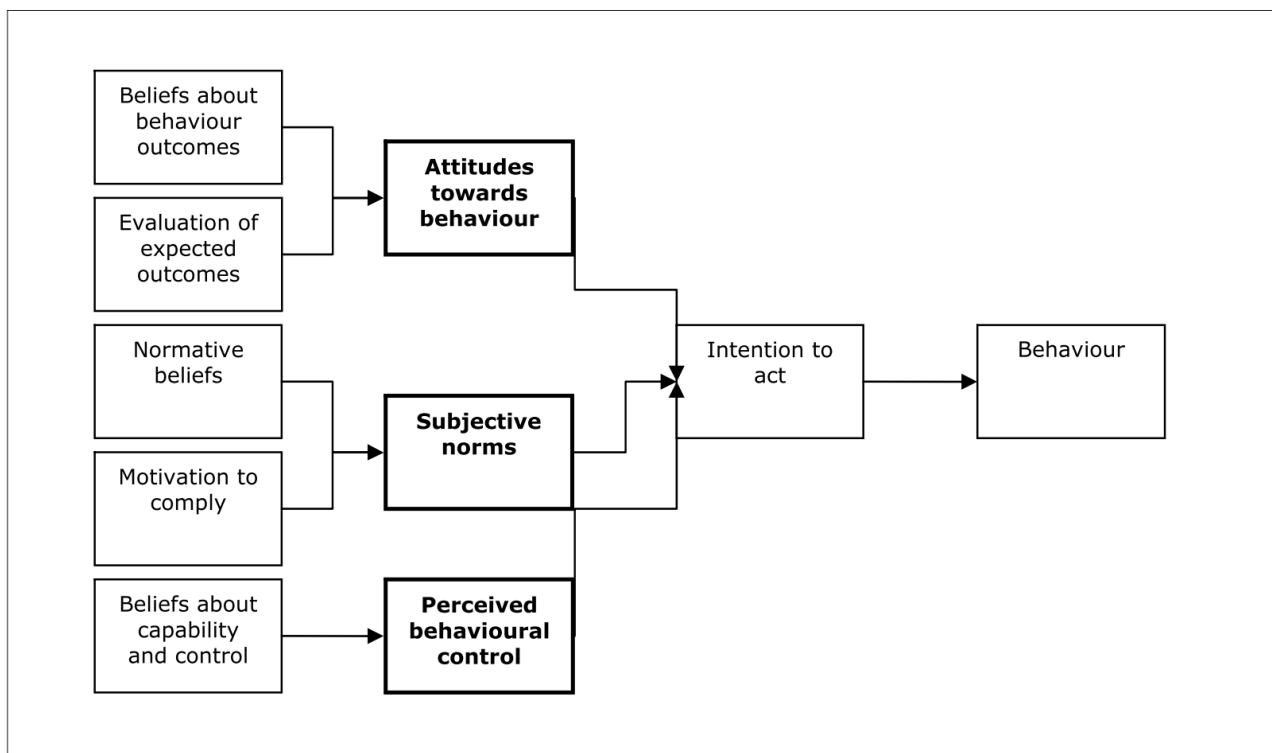 Beliefs about
behaviour
outcomes
Evaluation of
expected
outcomes
Normative
beliefs
Motivation to
comply
Beliefs about
capability
and control
Attitudes
towards
behaviour
Subjective
norms
Perceived
behavioural
control
Intention to
act
Behaviour